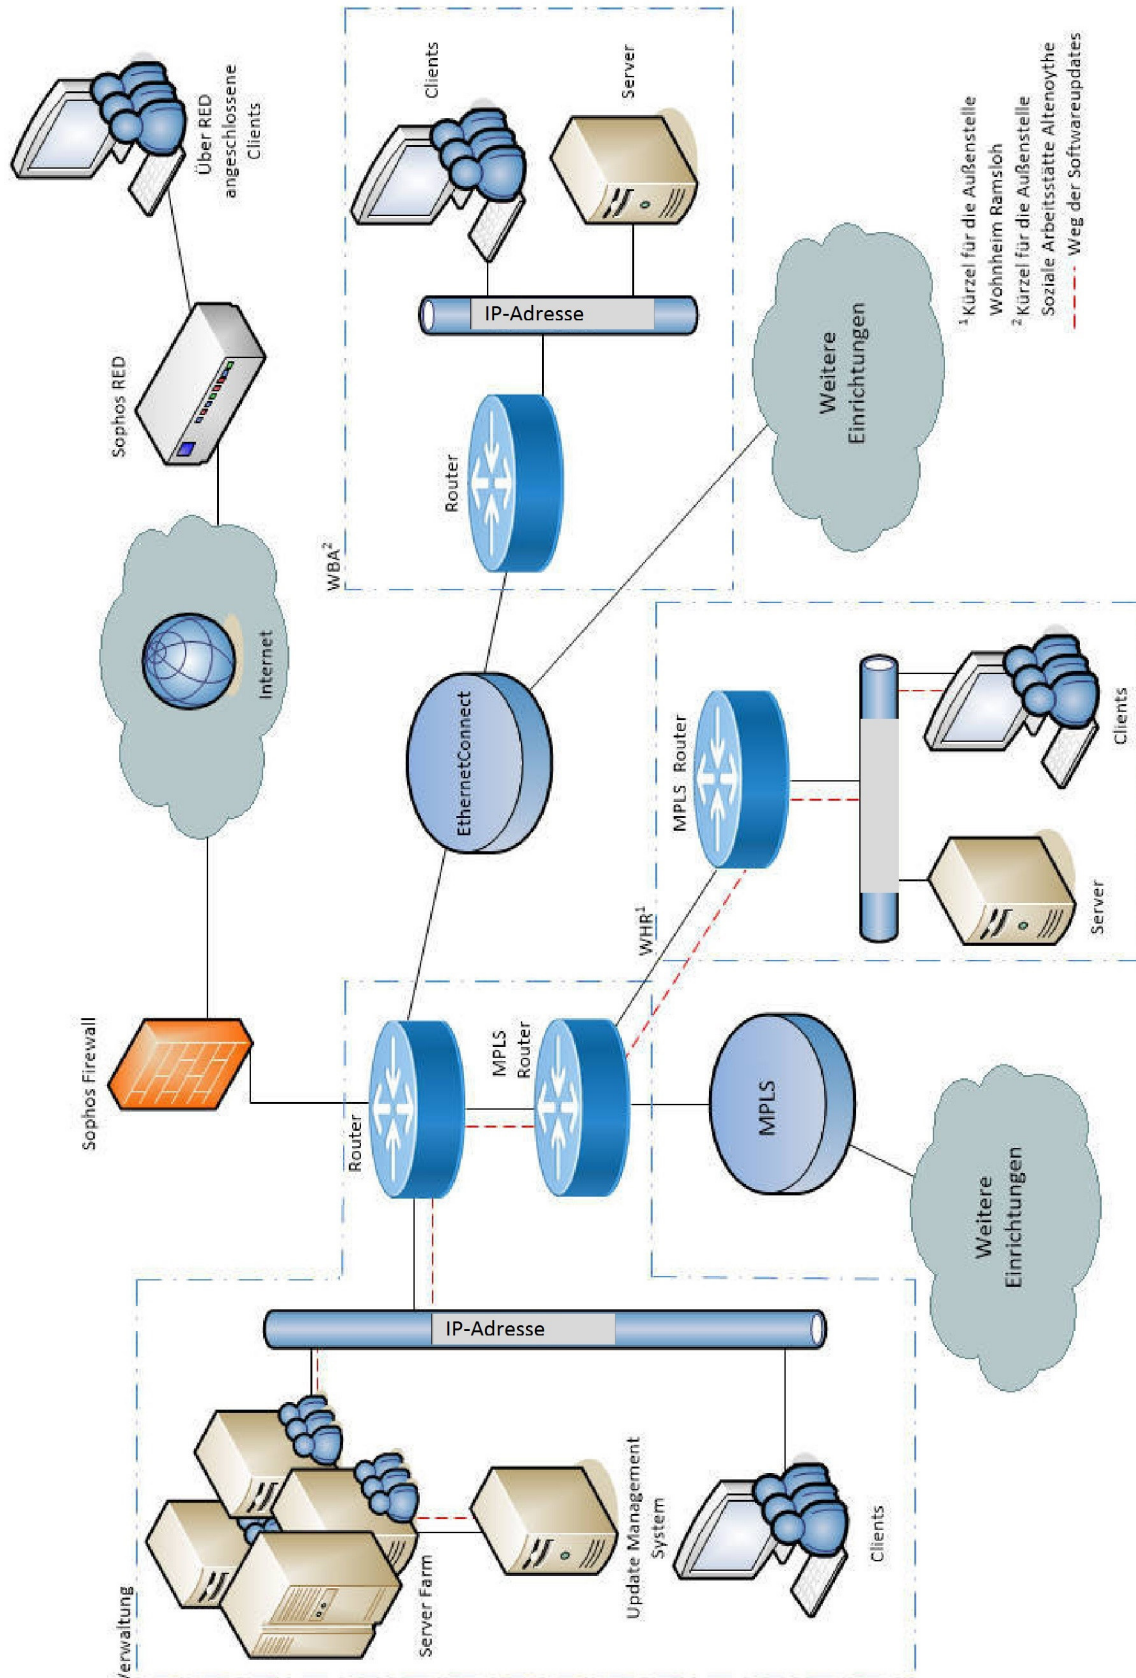 Verwaltung
Server Farm
Update Management
System
Clients
IP-Adresse
Sophos Firewall
Router
MPLS
Router
MPLS
Weitere
Einrichtungen
Internet
EthernetConnect
Sophos RED
Über RED
angeschlossene
Clients
WBA²
Router
IP-Adresse
Clients
Server
Weitere
Einrichtungen
WHR¹
MPLS Router
Server
Clients
¹ Kürzel für die Außenstelle
Wohnheim Ramsloh
² Kürzel für die Außenstelle
Soziale Arbeitsstätte Altenoythe
Weg der Softwareupdates